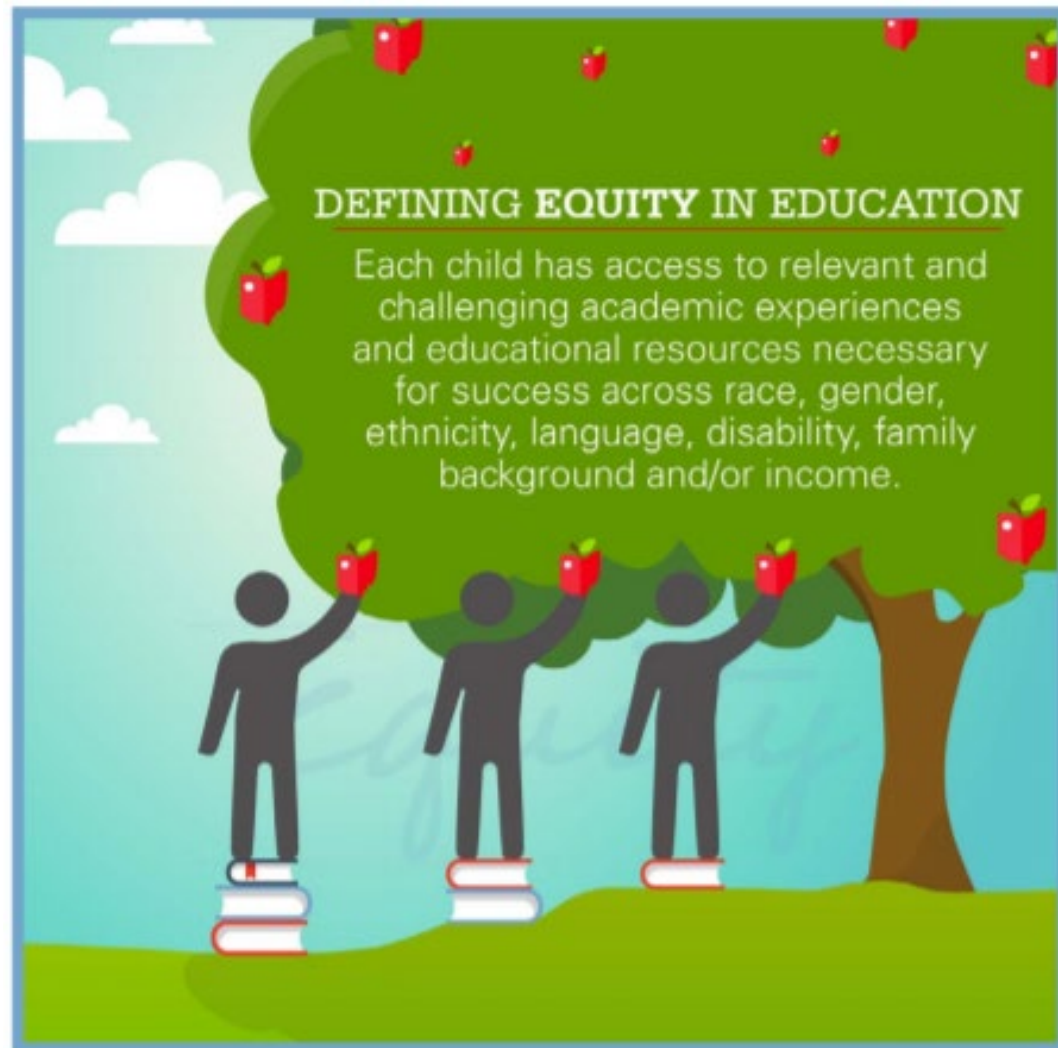 DEFINING EQUITY IN EDUCATION
Each child has access to relevant and
challenging academic experiences
and educational resources necessary
for success across race, gender,
ethnicity, language, disability, family
background and/or income.
equity